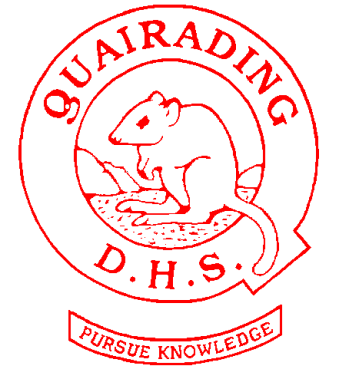 QUAIRADING
D.H.S.
PURSUE KNOWLEDGE